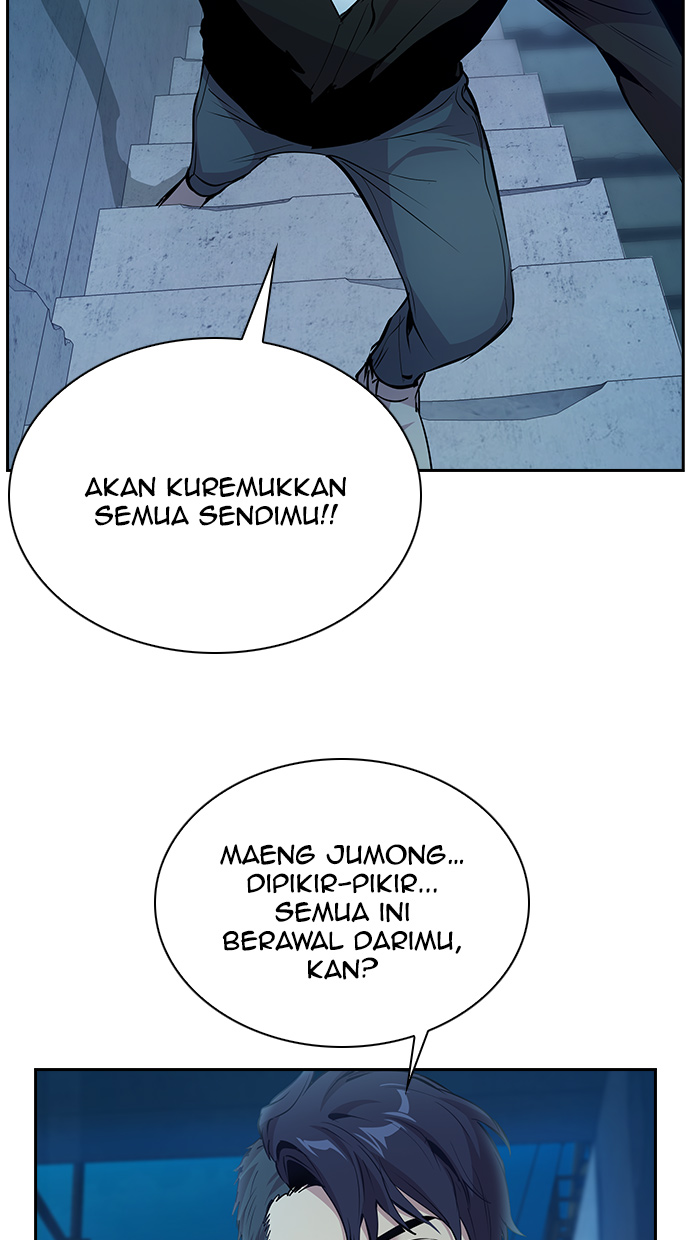 AKAN KUREMUKKAN
SEMUA SENDIMU!!
MAENG JUMONG...
DIPIKIR-PIKIR...
SEMUA INI
BERAWAL DARIMU,
KAN?